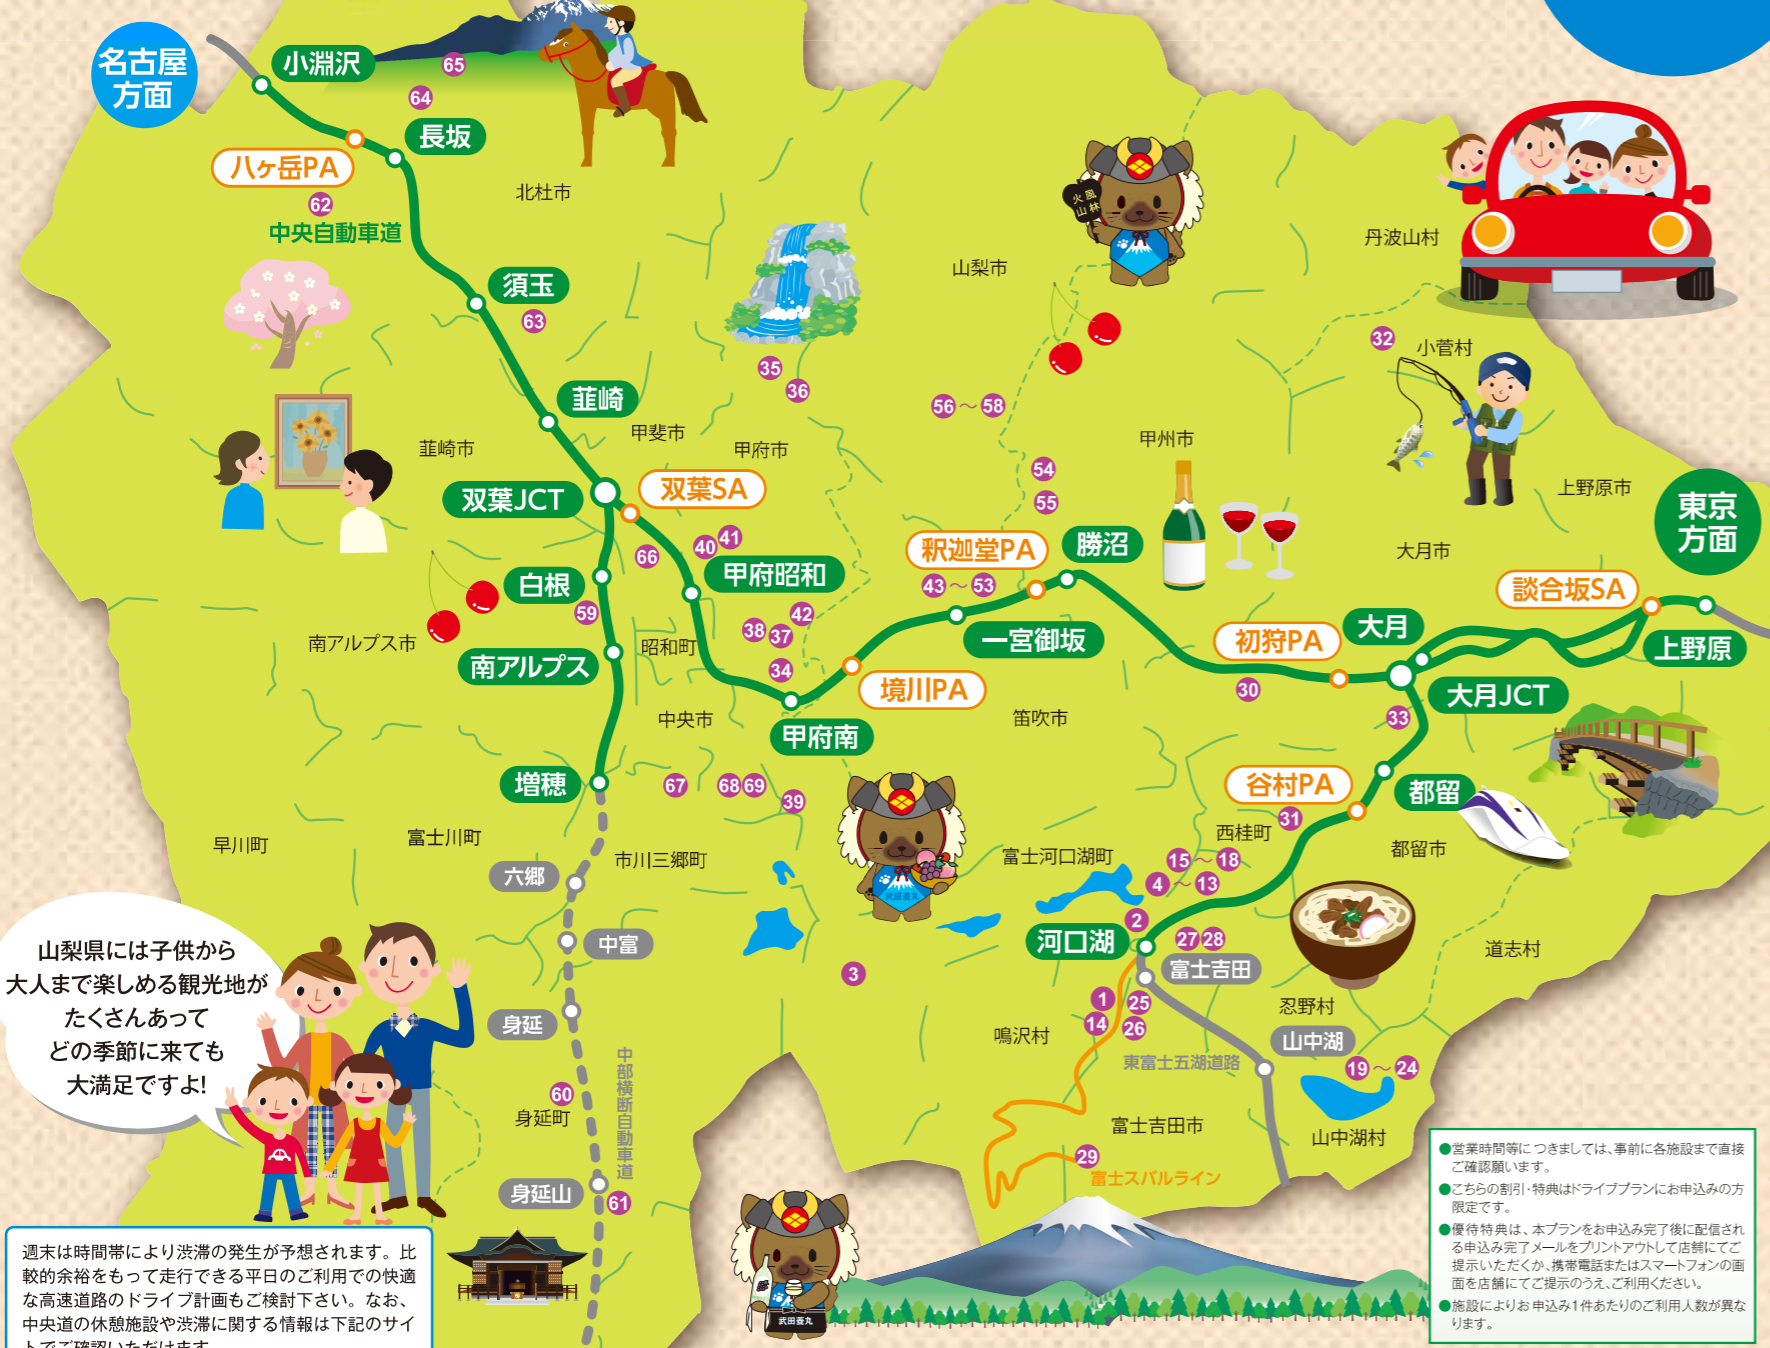 名古屋
方面
小淵沢
65
64
長坂
八ヶ岳PA
62
中央自動車道
北杜市
須玉
63
火風
山林
山梨市
丹波山村
32
小菅村
35
36
56～58
韮崎
韮崎市
甲斐市
甲府市
甲州市
54
55
上野原市
東京
方面
大月市
双葉JCT
双葉SA
66
40
41
甲府昭和
釈迦堂PA
43～53
勝沼
談合坂SA
上野原
白根
59
南アルプス市
南アルプス
昭和町
38
37
42
34
一宮御坂
境川PA
初狩PA
30
大月
大月JCT
33
中央市
甲府南
笛吹市
増穂
67
68
69
39
谷村PA
31
都留
西桂町
都留市
早川町
富士川町
市川三郷町
富士河口湖町
15～18
4～13
六郷
武田菱丸
2
中富
河口湖
27
28
富士吉田
道志村
3
山梨県には子供から
大人まで楽しめる観光地が
たくさんあって
どの季節に来ても
大満足ですよ!
身延
1
25
14
26
鳴沢村
忍野村
山中湖
東富士五湖道路
19～24
中部横断自動車道
60
身延町
富士吉田市
山中湖村
29
富士スバルライン
身延山
61
武田菱丸
週末は時間帯により渋滞の発生が予想されます。比
較的余裕をもって走行できる平日のご利用での快適
な高速道路のドライブ計画もご検討下さい。なお、
中央道の休憩施設や渋滞に関する情報は下記のサイ
トでご確認いただけます
●営業時間等につきましては、事前に各施設まで直接
ご確認願います。
●こちらの割引・特典はドライブプランにお申込みの方
限定です。
●優待特典は、本プランをお申込み完了後に配信され
る申込み完了メールをプリントアウトして店舗にてご
提示いただくか、携帯電話またはスマートフォンの画
面を店舗にてご提示のうえ、ご利用ください。
●施設によりお申込み1件あたりのご利用人数が異な
ります。